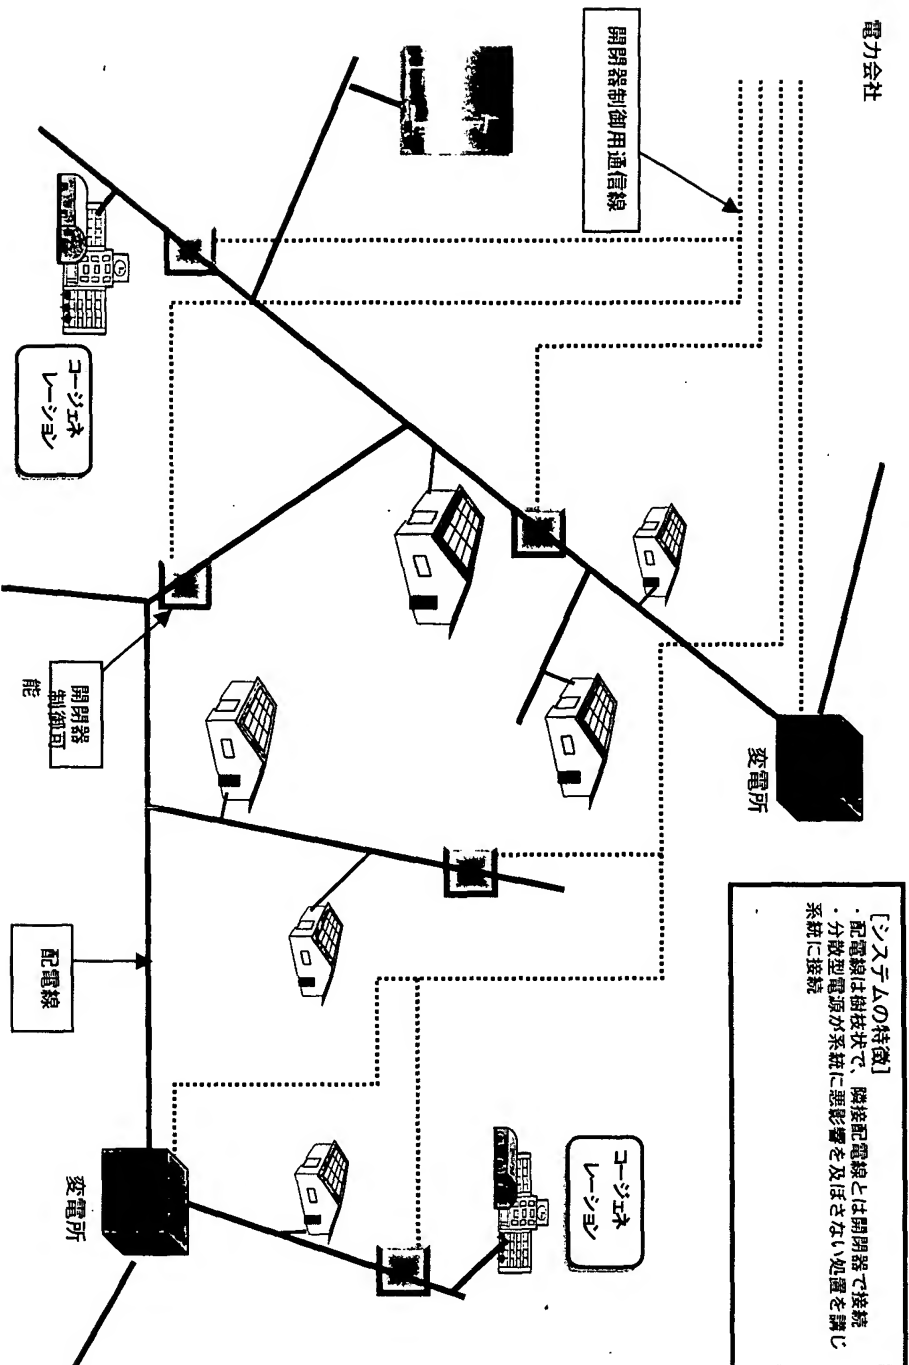 電力会社
開閉器制御用通信線
変電所
[システムの特徴]
・配電線は樹枝状で、隣接配電線とは開閉器で接続
・分散型電源が系統に悪影響を及ぼさない処置を講じ
系統に接続
コージェネ
レーション
開閉器
制御可
能
配電線
変電所
コージェネ
レーション